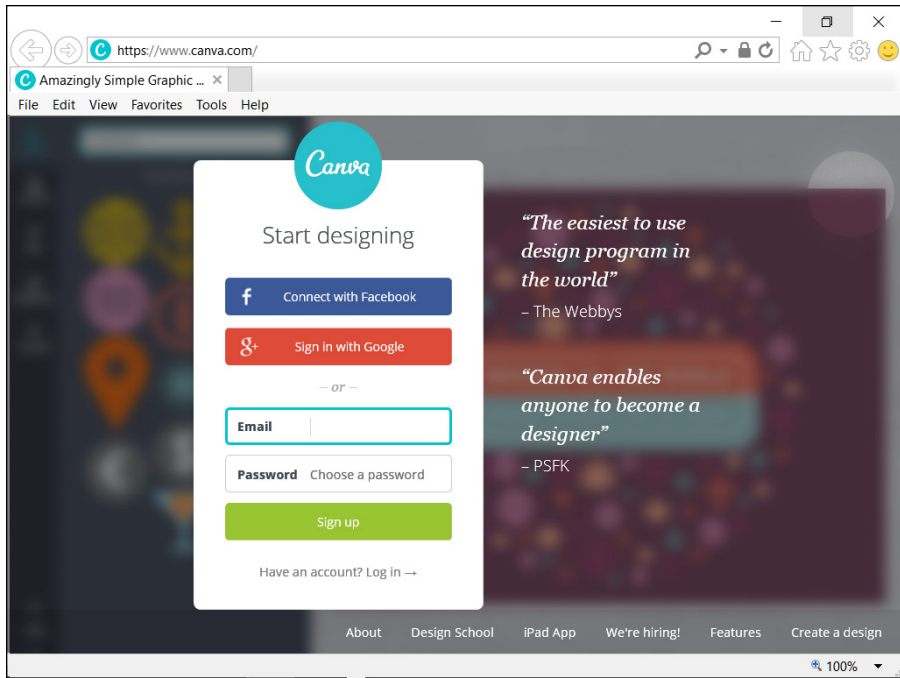 https://www.canva.com/
Amazingly Simple Graphic ...
File Edit View Favorites Tools Help
Canva
Start designing
f Connect with Facebook
g+ Sign in with Google
– or –
Email
Password Choose a password
Sign up
Have an account? Log in →
“The easiest to use
design program in
the world”
– The Webbys
“Canva enables
anyone to become a
designer”
– PSFK
About Design School iPad App We're hiring! Features Create a design
100%